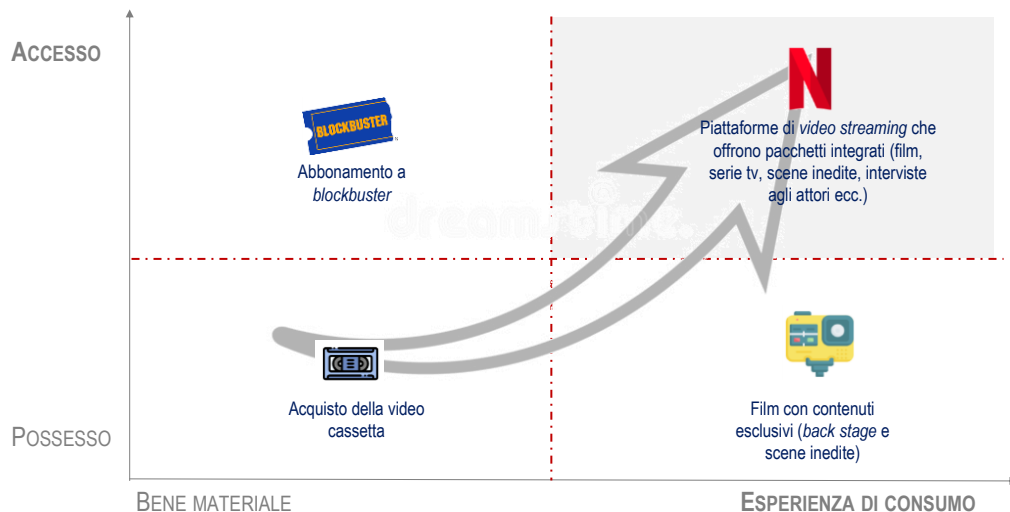 ACCESSO
BLOCKBUSTER
Abbonamento a
blockbuster
N
Piattaforme di video streaming che
offrono pacchetti integrati (film,
serie tv, scene inedite, interviste
agli attori ecc.)
dreamstime.
Acquisto della video
cassetta
Film con contenuti
esclusivi (back stage e
scene inedite)
POSSESSO
BENE MATERIALE
ESPERIENZA DI CONSUMO